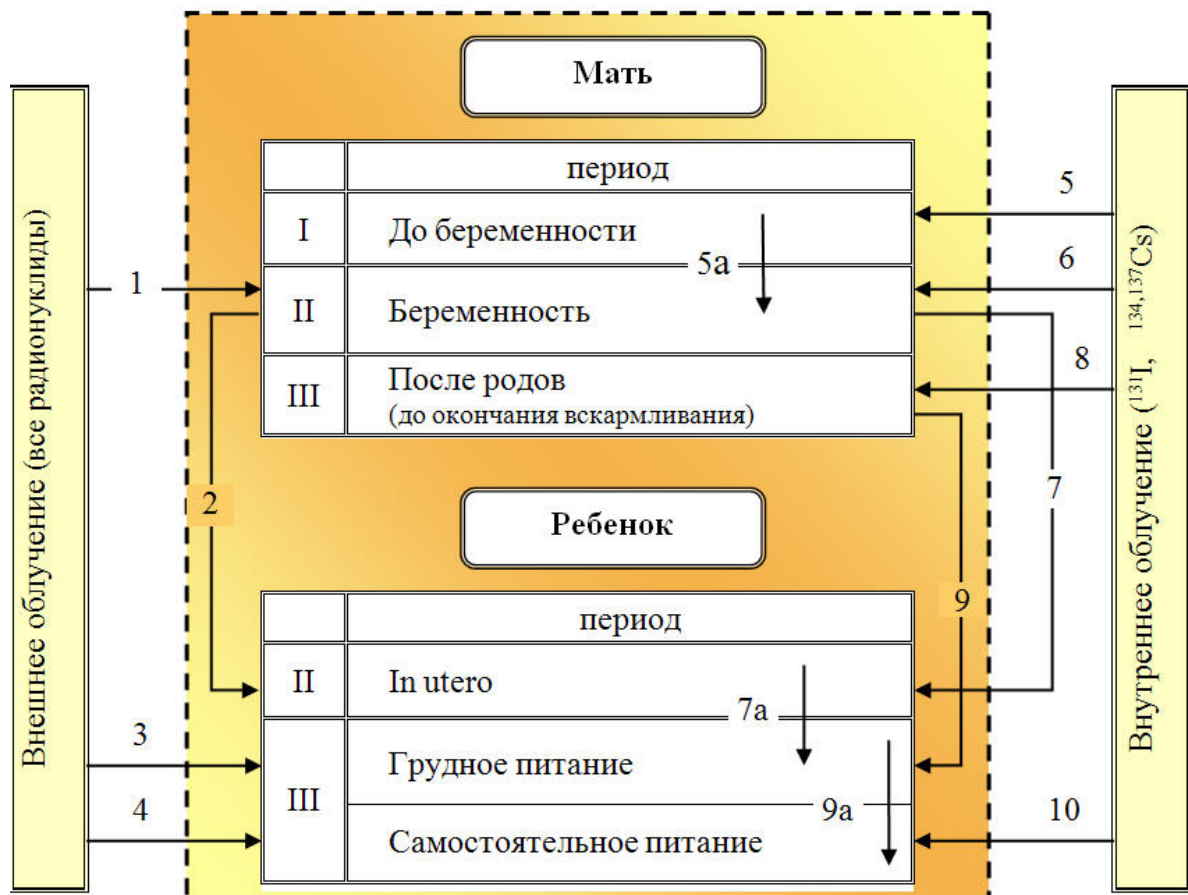 Мать
период
I До беременности
5а
II Беременность
III После родов
(до окончания вскармливания)
Внешнее облучение (все радионуклиды)
1
2
3
4
Внутреннее облучение (¹³¹I, ¹³⁴,¹³⁷Cs)
5
6
8
7
9
10
Ребенок
период
II In utero
7а
III
Грудное питание
9а
Самостоятельное питание